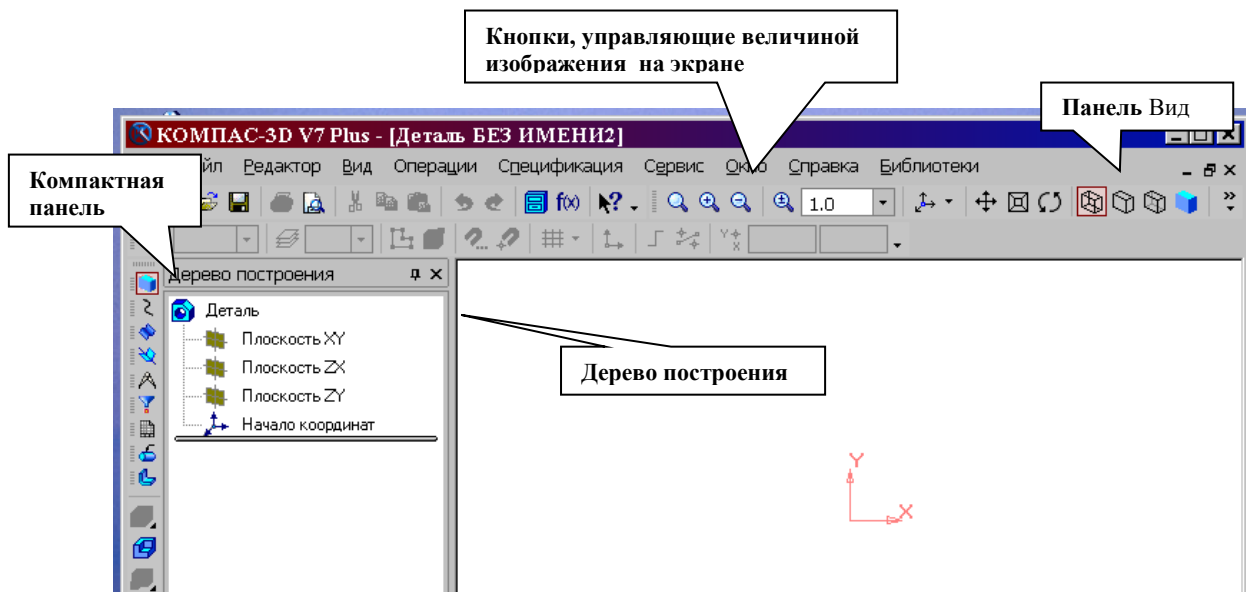 Кнопки, управляющие величиной
изображения на экране
Панель Вид
КОМПАС-3D V7 Plus - [Деталь БЕЗ ИМЕНИ2]
Компактная
панель
Редактор Вид Операции Спецификация Сервис Окно Справка Библиотеки
f(x) 1.0
Дерево построения
Деталь
Плоскость XY
Плоскость ZX
Плоскость ZY
Начало координат
Дерево построения
Y
X